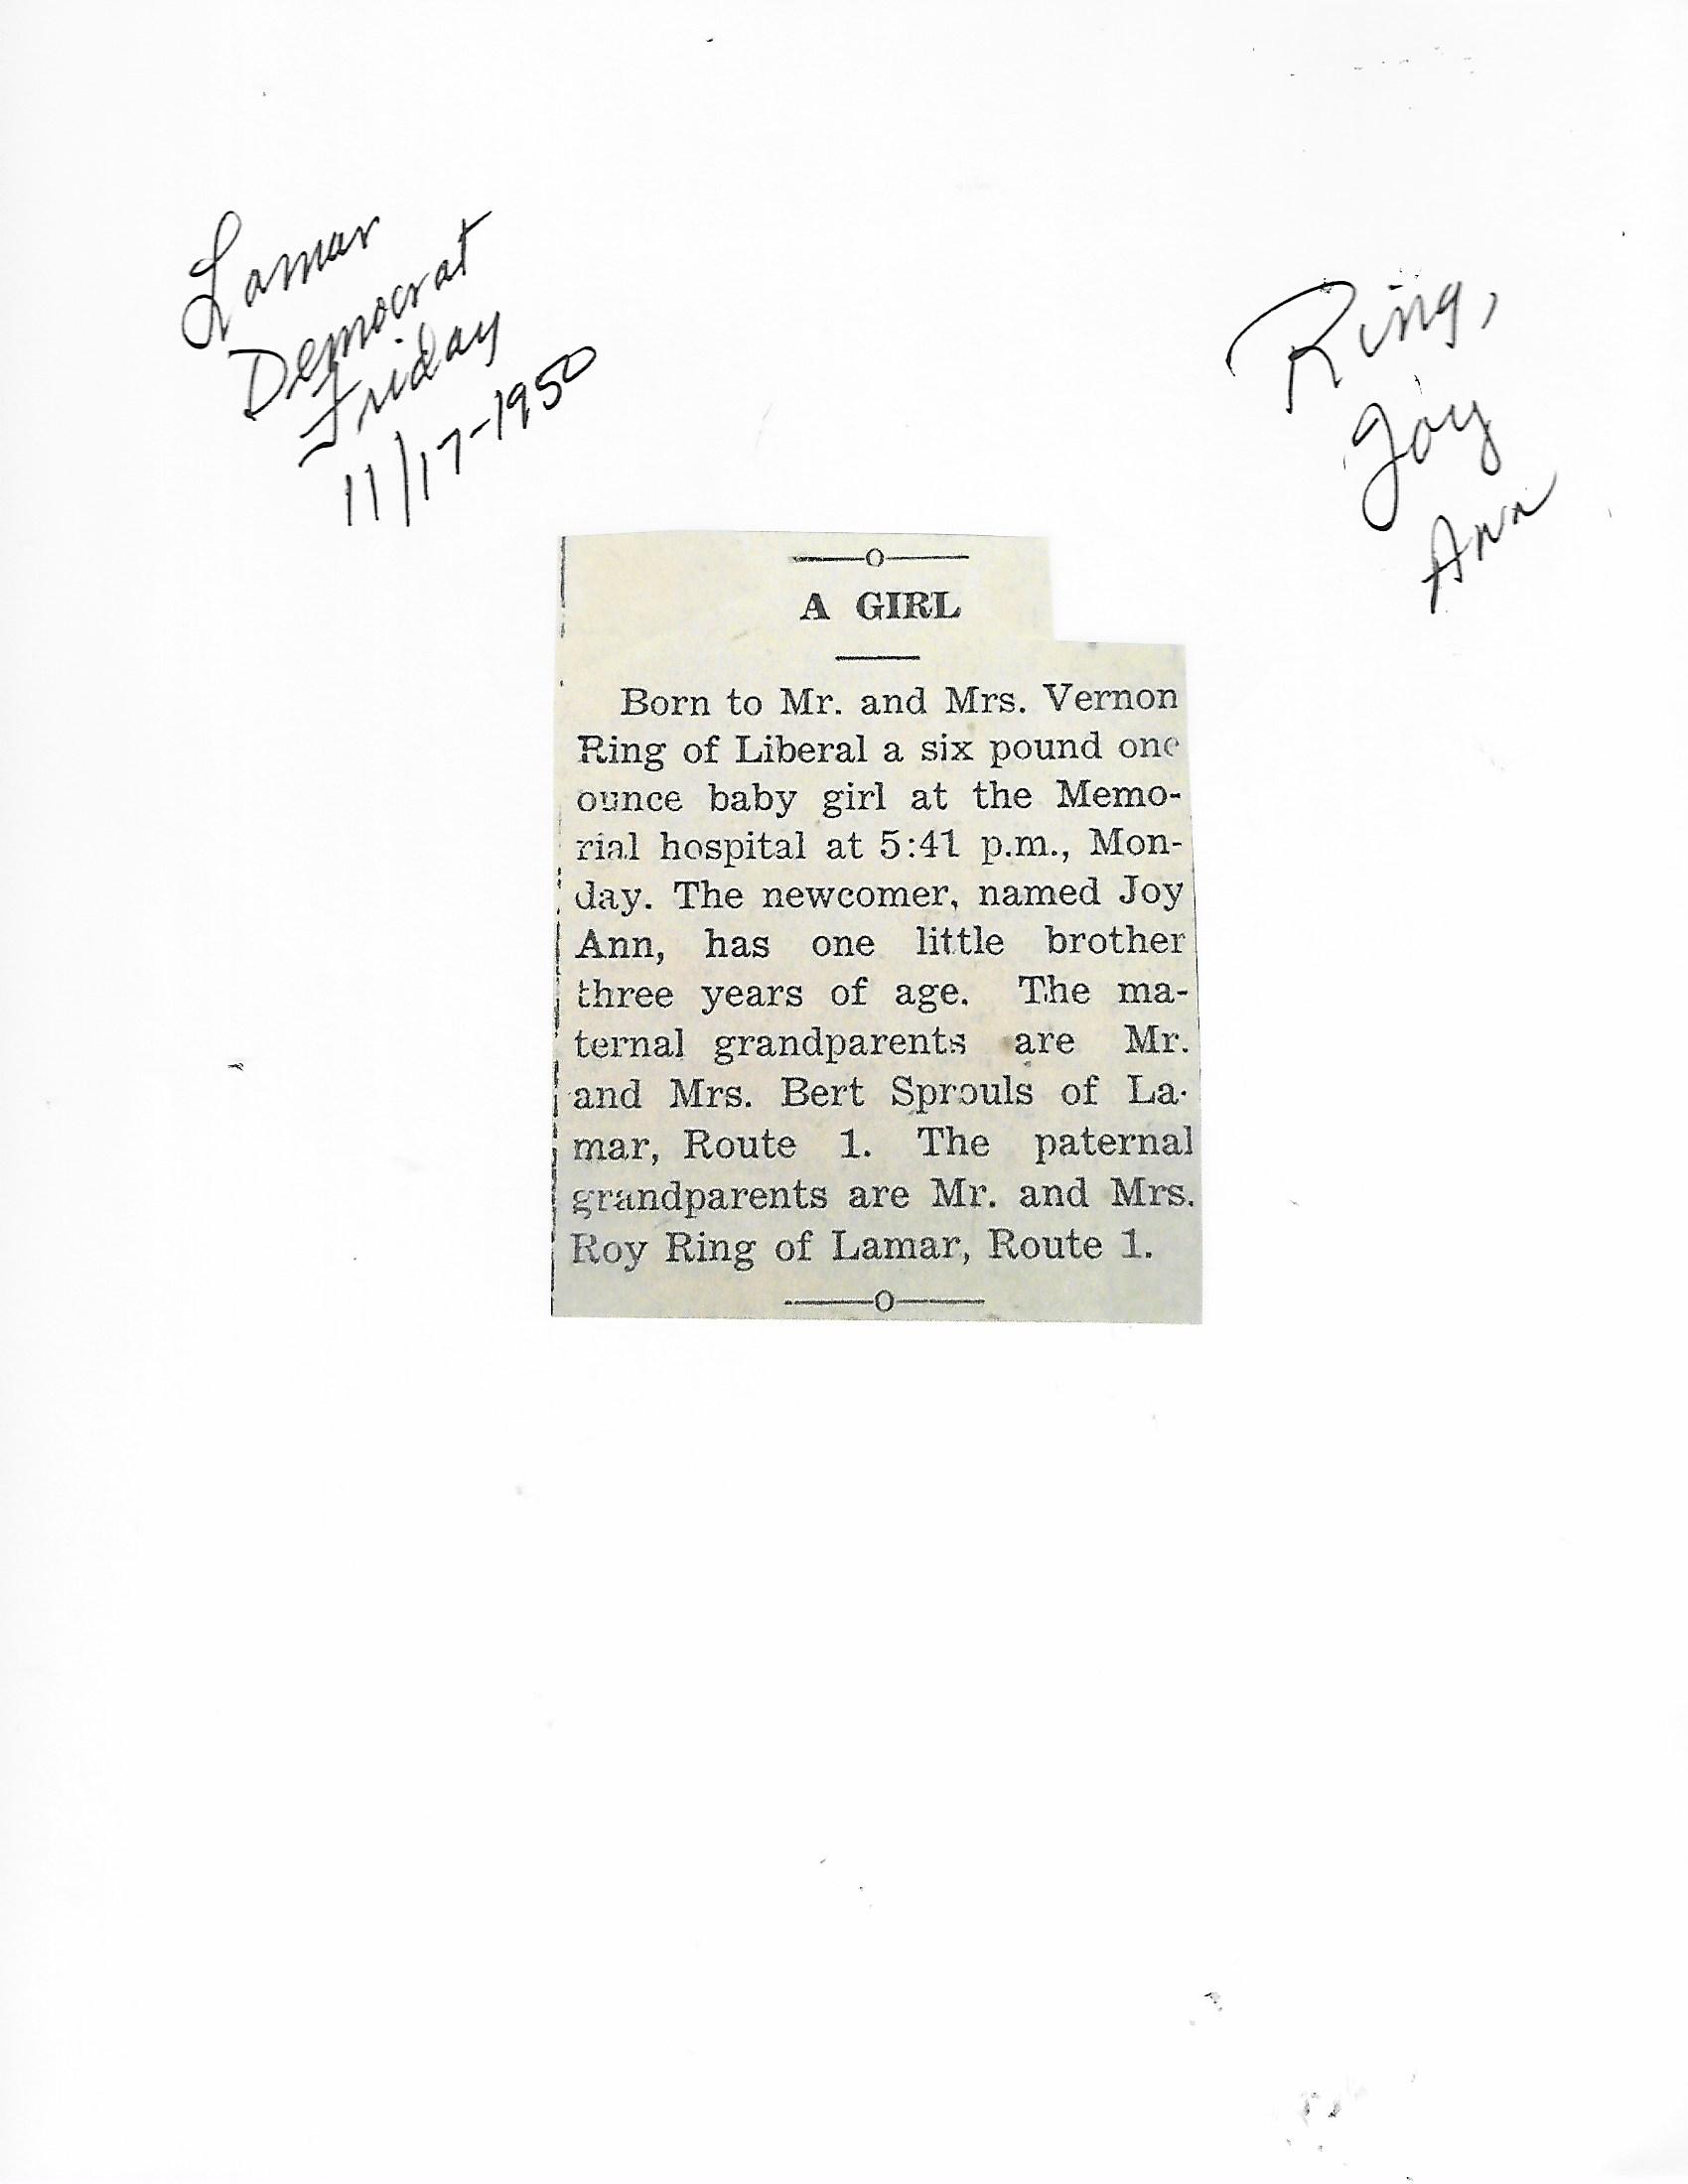 Lamar
Democrat
Friday
11/17-1950
Ring,
Joy
Ann
A GIRL
Born to Mr. and Mrs. Vernon
Ring of Liberal a six pound one
ounce baby girl at the Memo-
rial hospital at 5:41 p.m., Mon-
day. The newcomer, named Joy
Ann, has one little brother
three years of age. The ma-
ternal grandparents are Mr.
and Mrs. Bert Sprouls of La-
mar, Route 1. The paternal
grandparents are Mr. and Mrs.
Roy Ring of Lamar, Route 1.